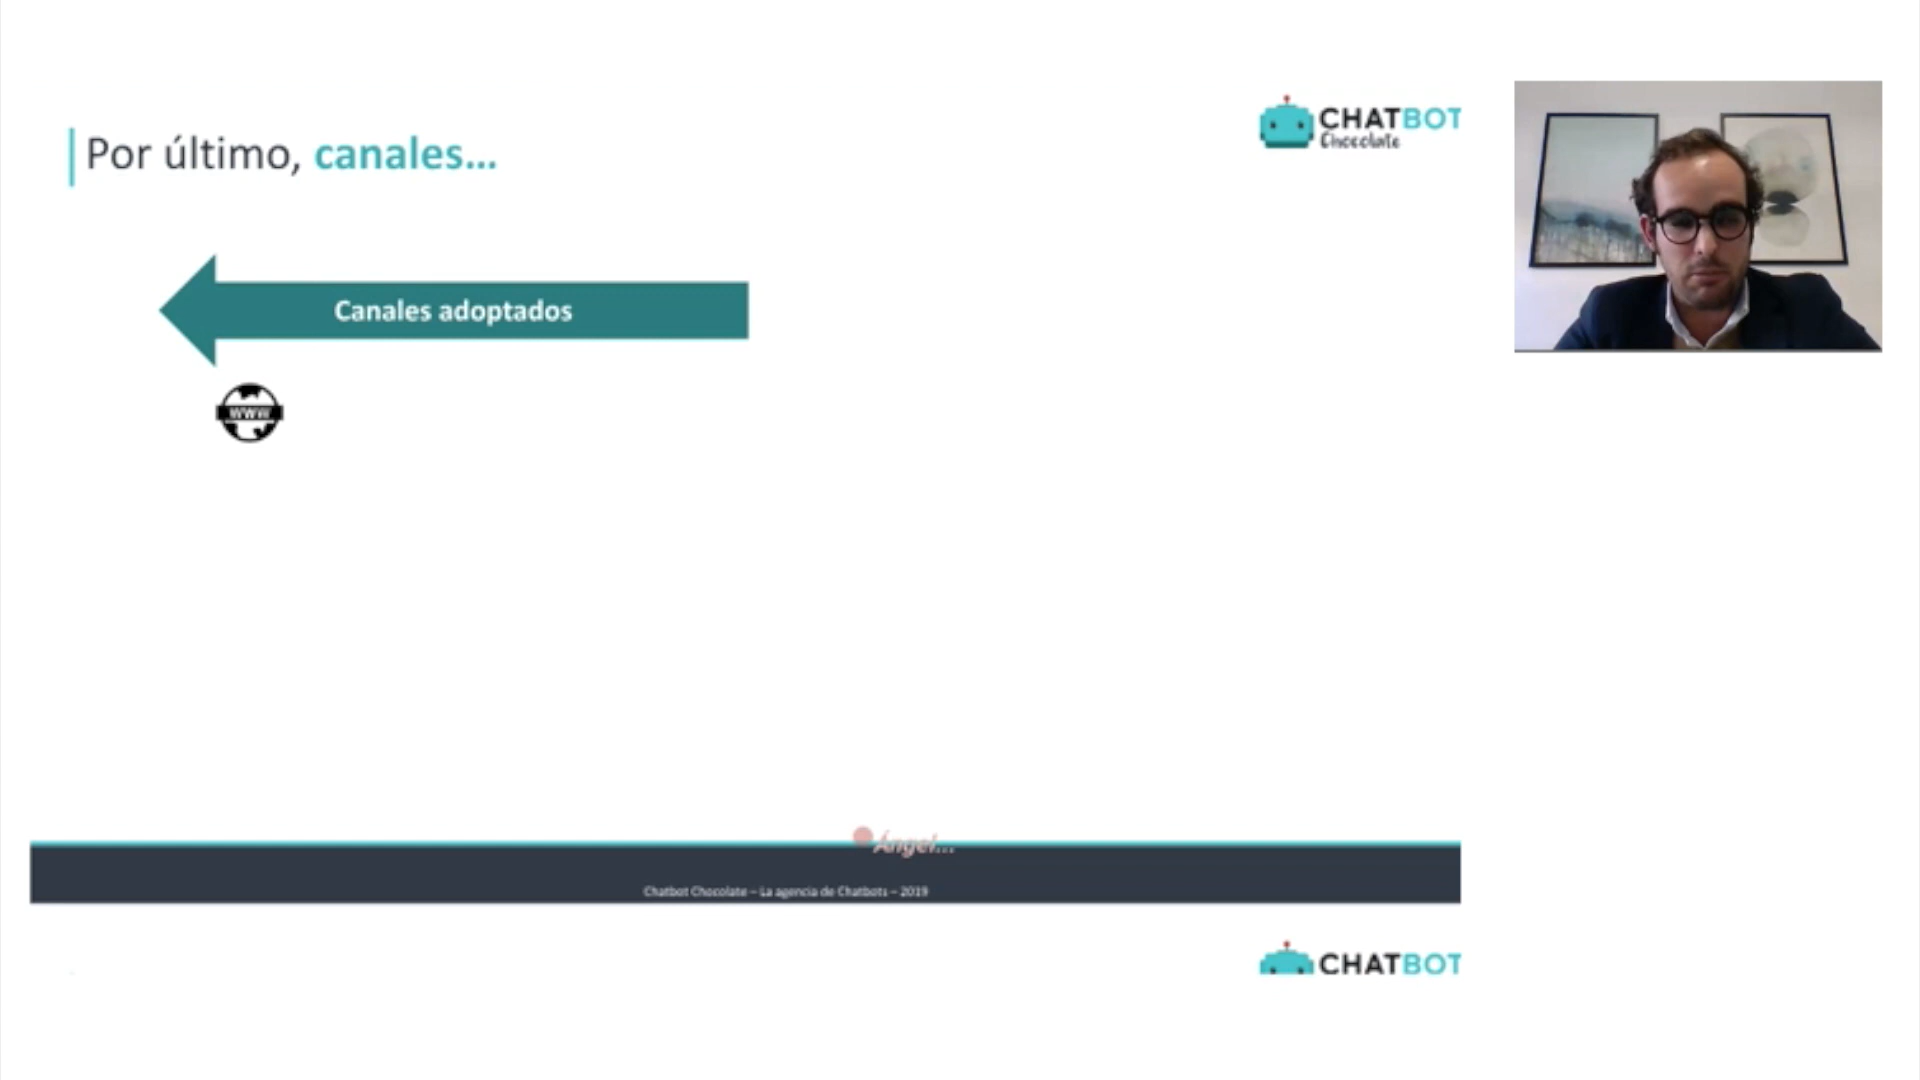 Por último, canales...
CHATBOT
Chocolate
Canales adoptados
WWW
Ángel...
Chatbot Chocolate – La agencia de Chatbots – 2019
CHATBOT